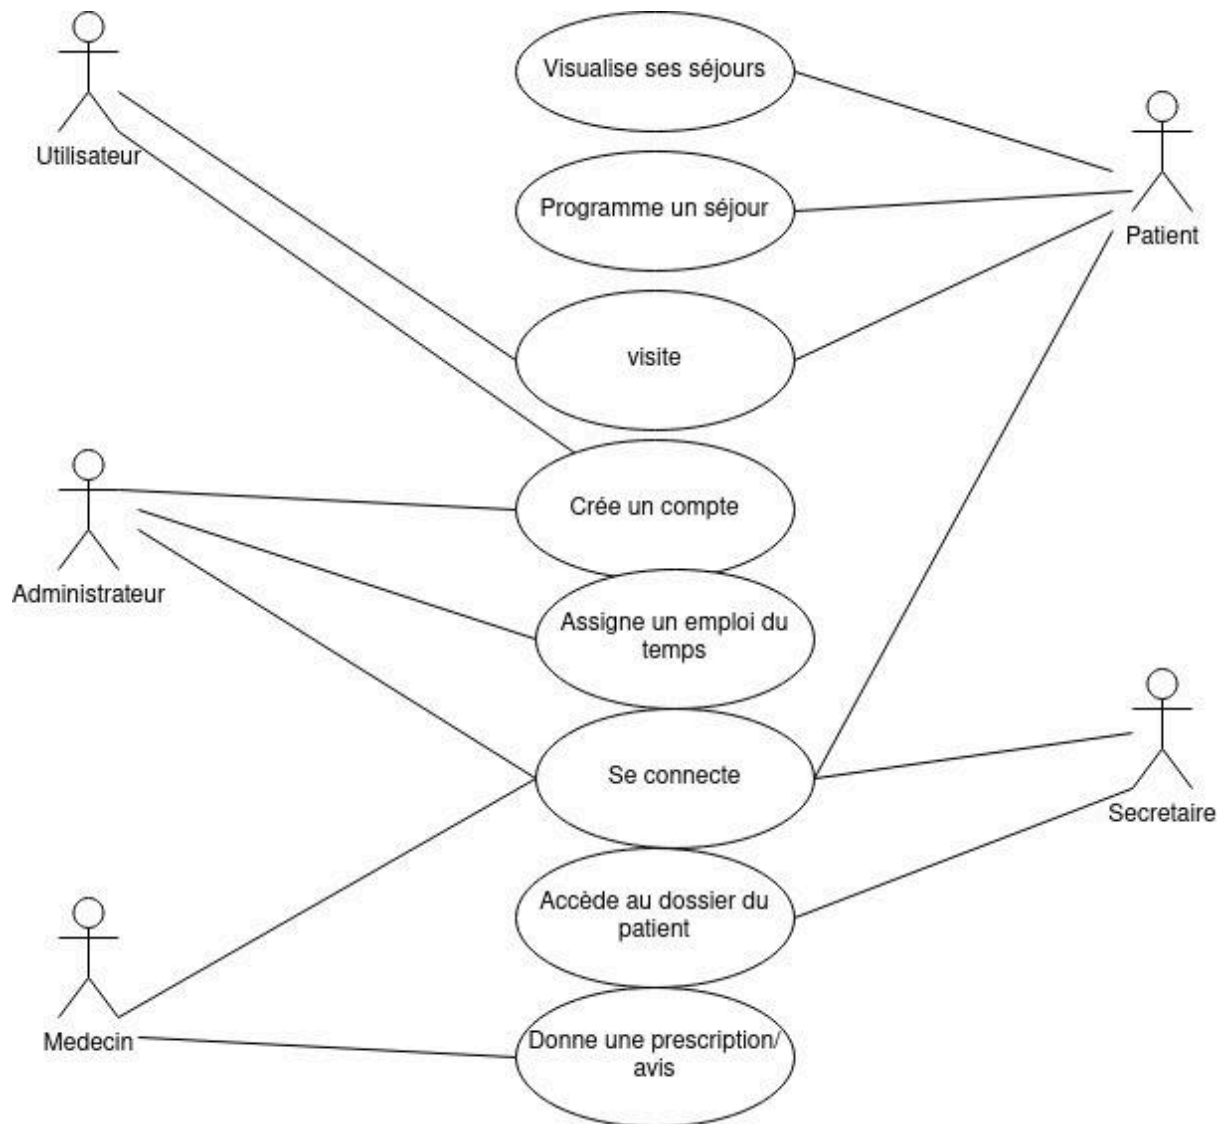 Visualise ses séjours
Utilisateur
Programme un séjour
Patient
visite
Crée un compte
Administrateur
Assigne un emploi du
temps
Se connecte
Secretaire
Accède au dossier du
patient
Medecin
Donne une prescription/
avis